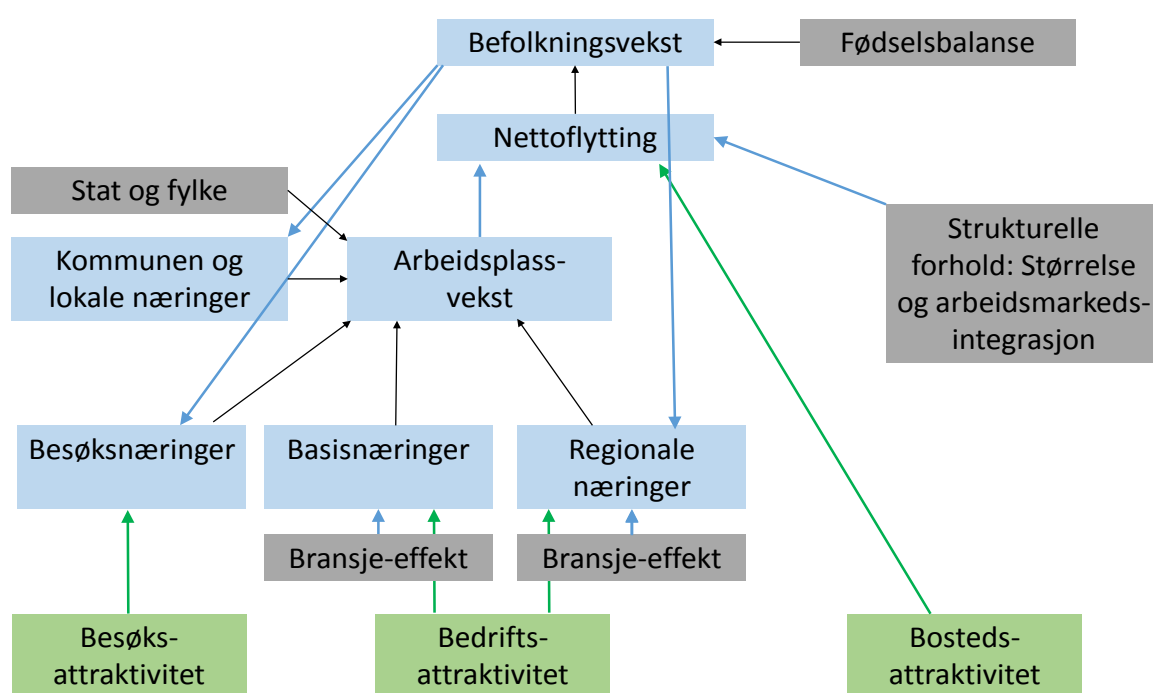 Befolkningsvekst
Fødselsbalanse
Nettoflytting
Stat og fylke
Kommunen og
lokale næringer
Arbeidsplass-
vekst
Strukturelle
forhold: Størrelse
og arbeidsmarkeds-
integrasjon
Besøksnæringer
Basisnæringer
Regionale
næringer
Bransje-effekt
Bransje-effekt
Besøks-
attraktivitet
Bedrifts-
attraktivitet
Bosteds-
attraktivitet